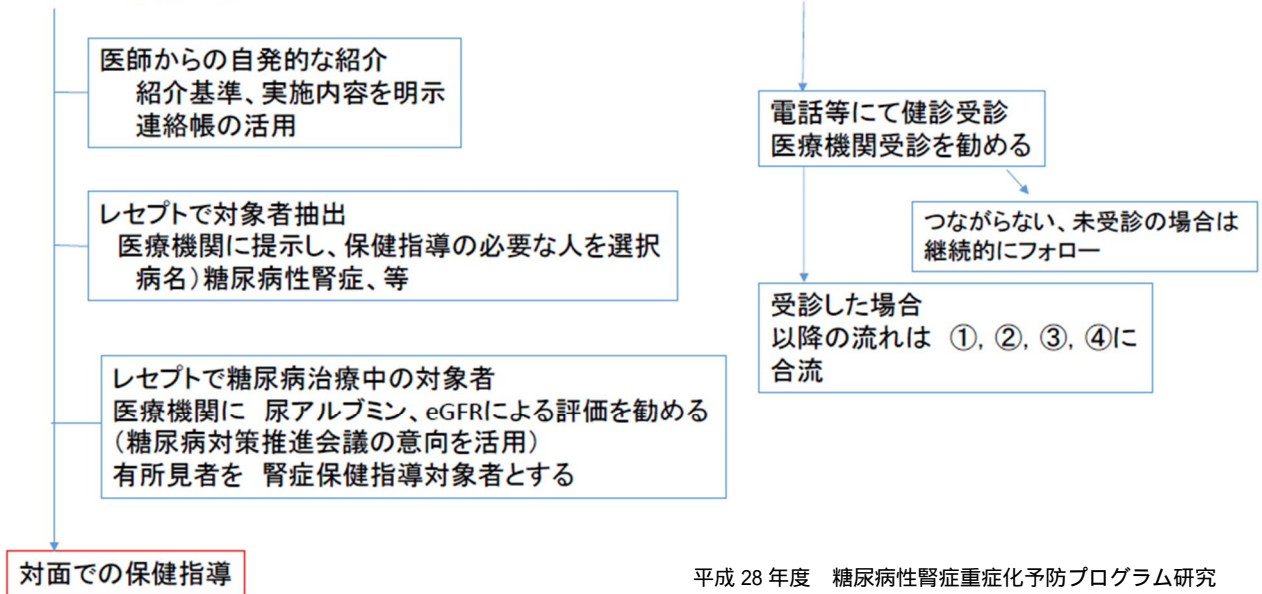 医師からの自発的な紹介
紹介基準、実施内容を明示
連絡帳の活用
レセプトで対象者抽出
医療機関に提示し、保健指導の必要な人を選択
病名）糖尿病性腎症、等
レセプトで糖尿病治療中の対象者
医療機関に 尿アルブミン、eGFRによる評価を勧める
（糖尿病対策推進会議の意向を活用）
有所見者を 腎症保健指導対象者とする
対面での保健指導
電話等にて健診受診
医療機関受診を勧める
つながらない、未受診の場合は
継続的にフォロー
受診した場合
以降の流れは ①, ②, ③, ④に
合流
平成 28 年度 糖尿病性腎症重症化予防プログラム研究